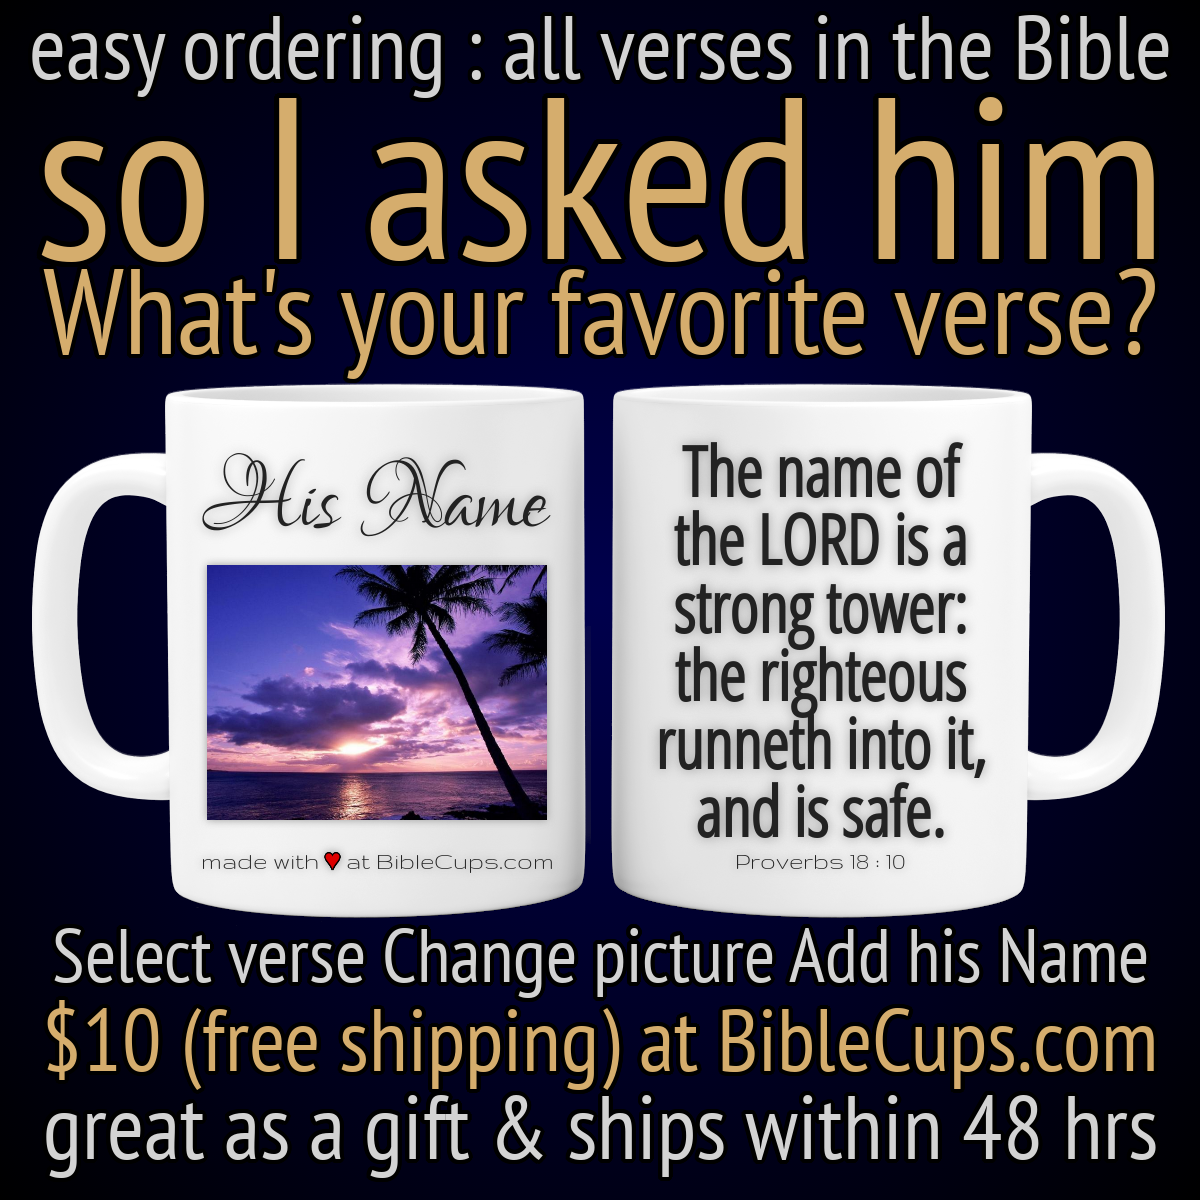 easy ordering : all verses in the Bible
so I asked him
What's your favorite verse?
His Name
made with ♥ at BibleCups.com
The name of
the LORD is a
strong tower:
the righteous
runneth into it,
and is safe.
Proverbs 18 : 10
Select verse Change picture Add his Name
$10 (free shipping) at BibleCups.com
great as a gift & ships within 48 hrs